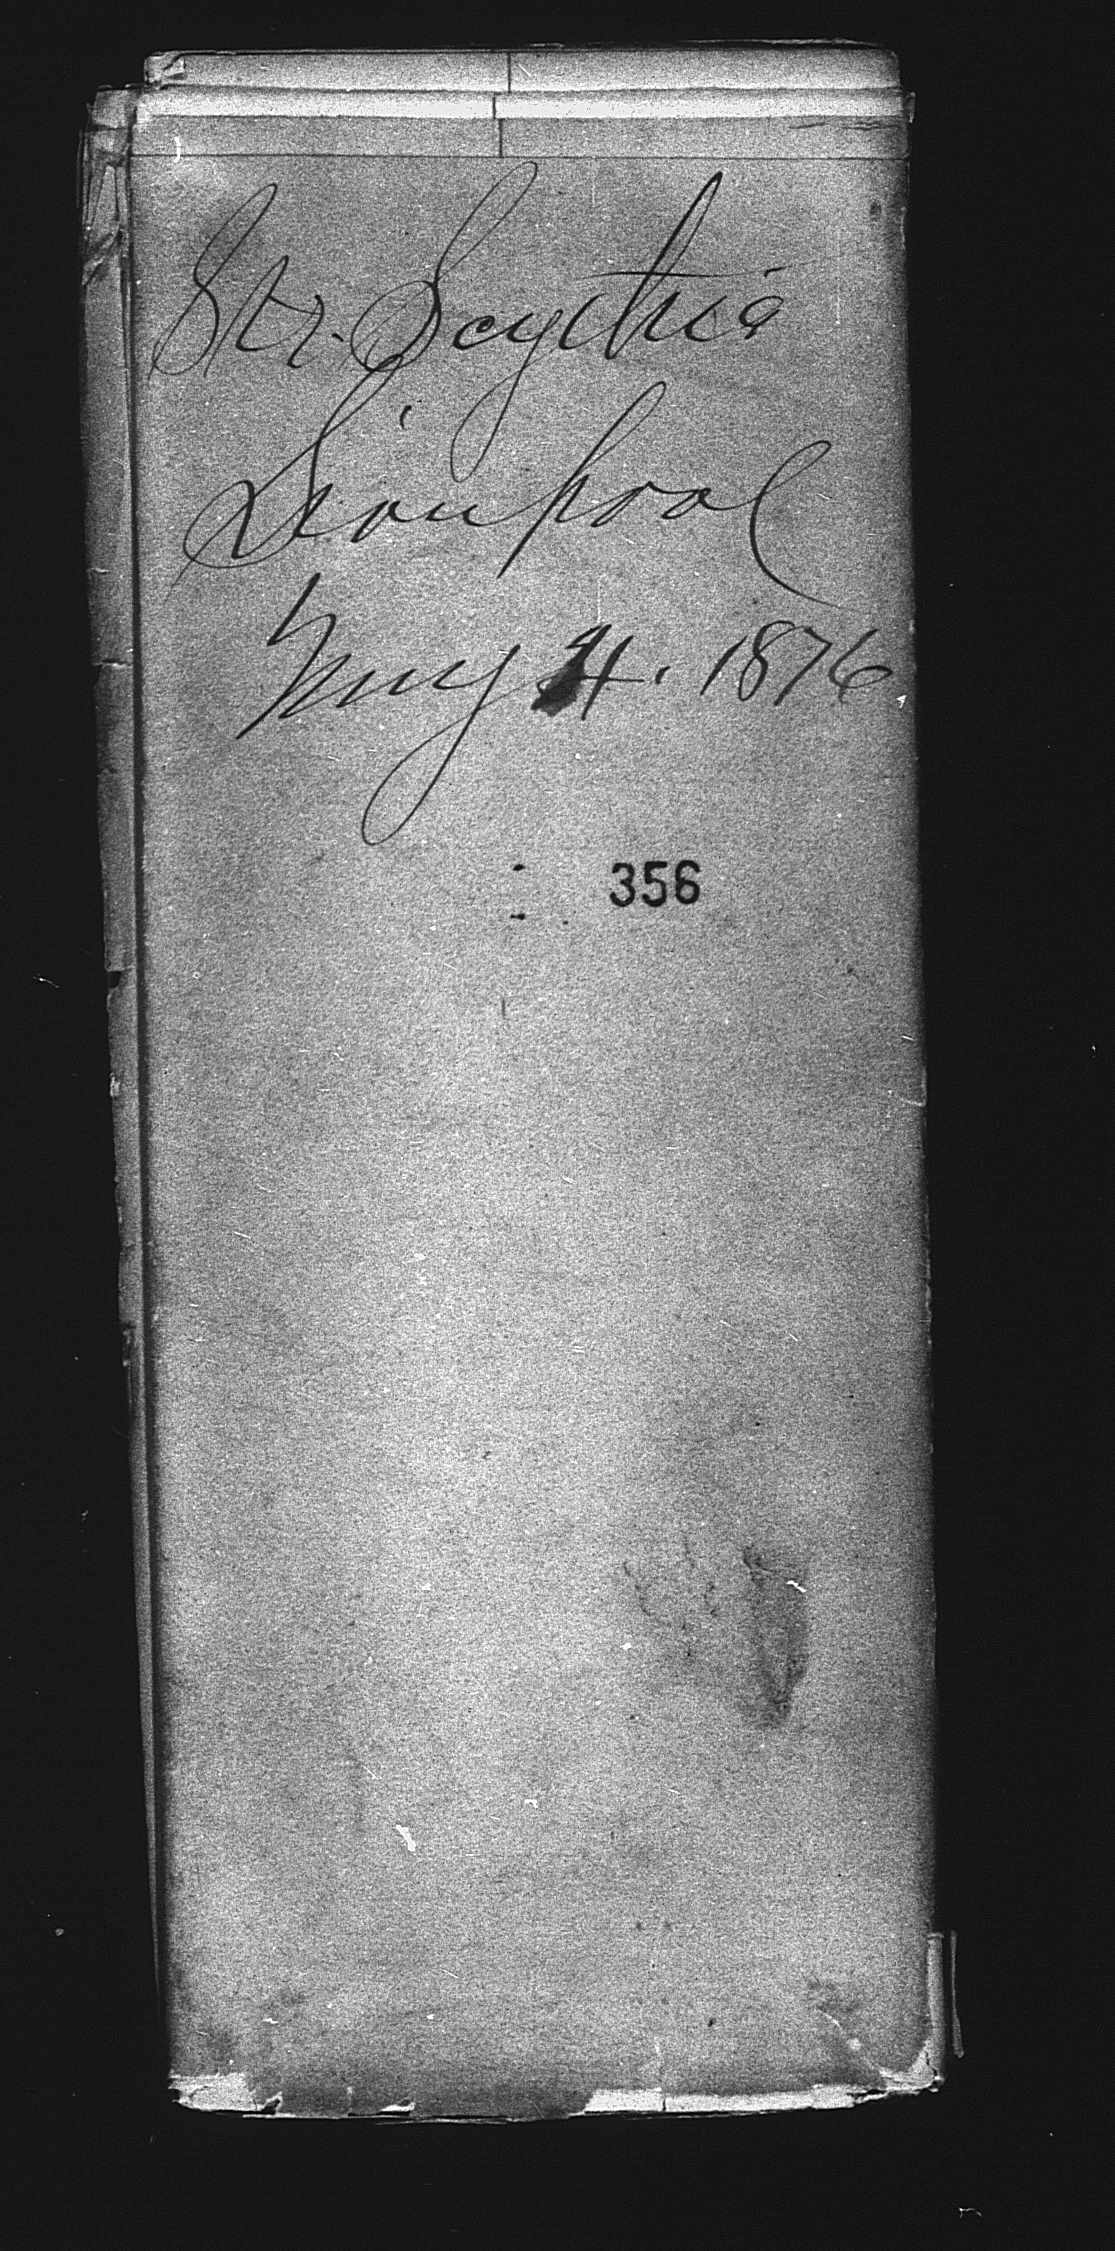 Str. Scythia
Liverpool
May 4. 1876
356